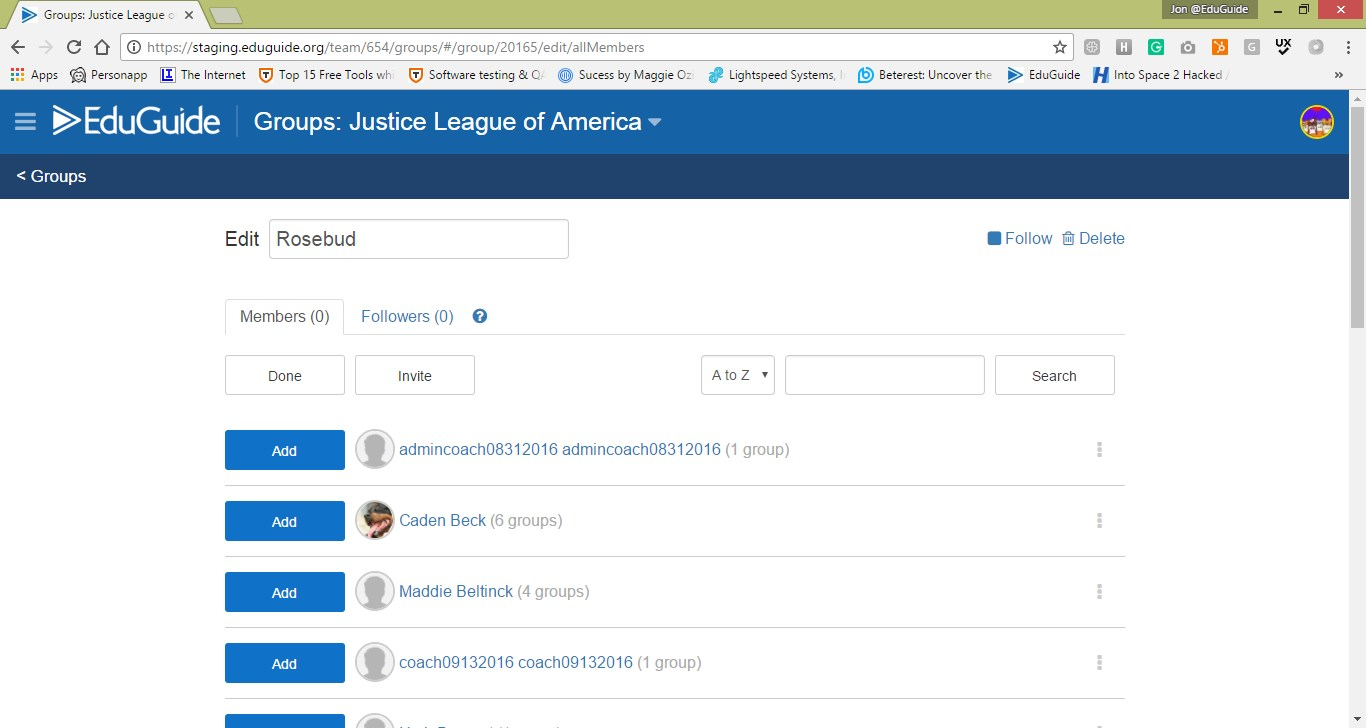 Groups: Justice League o
Jon @EduGuide
https://staging.eduguide.org/team/654/groups/#/group/20165/edit/allMembers
H G G UX
Apps Personapp The Internet Top 15 Free Tools whi Software testing & QA Sucess by Maggie Ozi Lightspeed Systems, I Beterest: Uncover the EduGuide Into Space 2 Hacked / »
EduGuide Groups: Justice League of America
< Groups
Edit Rosebud Follow Delete
Members (0) Followers (0) ?
Done Invite A to Z Search
Add admincoach08312016 admincoach08312016 (1 group)
Add Caden Beck (6 groups)
Add Maddie Beltinck (4 groups)
Add coach09132016 coach09132016 (1 group)